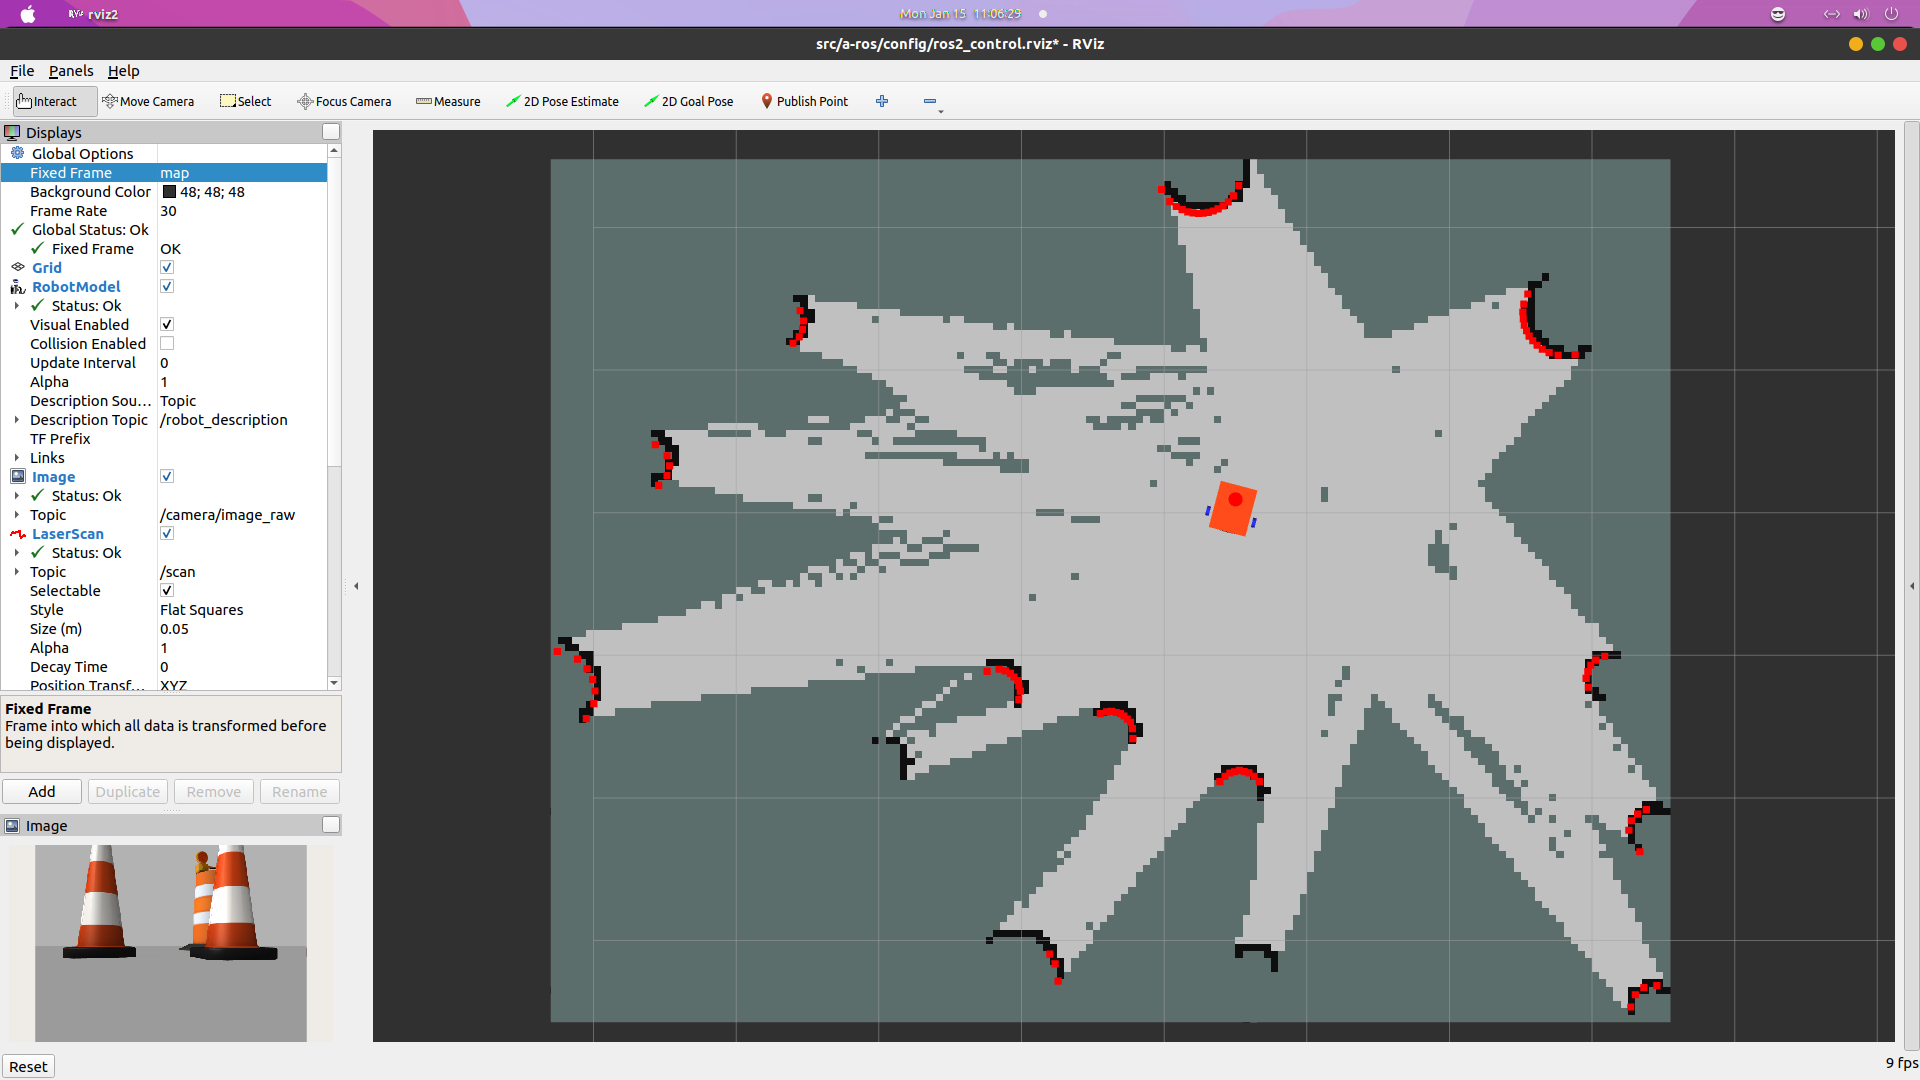 rviz2
Mon Jan 15 11:06:29
src/a-ros/config/ros2_control.rviz* - RViz
File Panels Help
Interact Move Camera Select Focus Camera Measure 2D Pose Estimate 2D Goal Pose Publish Point
Displays
Global Options
Fixed Frame map
Background Color 48; 48; 48
Frame Rate 30
Global Status: Ok
Fixed Frame OK
Grid
RobotModel
Status: Ok
Visual Enabled
Collision Enabled
Update Interval 0
Alpha 1
Description Sou... Topic
Description Topic /robot_description
TF Prefix
Links
Image
Status: Ok
Topic /camera/image_raw
LaserScan
Status: Ok
Topic /scan
Selectable
Style Flat Squares
Size (m) 0.05
Alpha 1
Decay Time 0
Position Transf... XYZ
Fixed Frame
Frame into which all data is transformed before
being displayed.
Add Duplicate Remove Rename
Image
Reset
9 fps